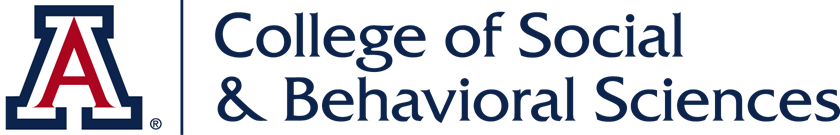 A®
College of Social
& Behavioral Sciences